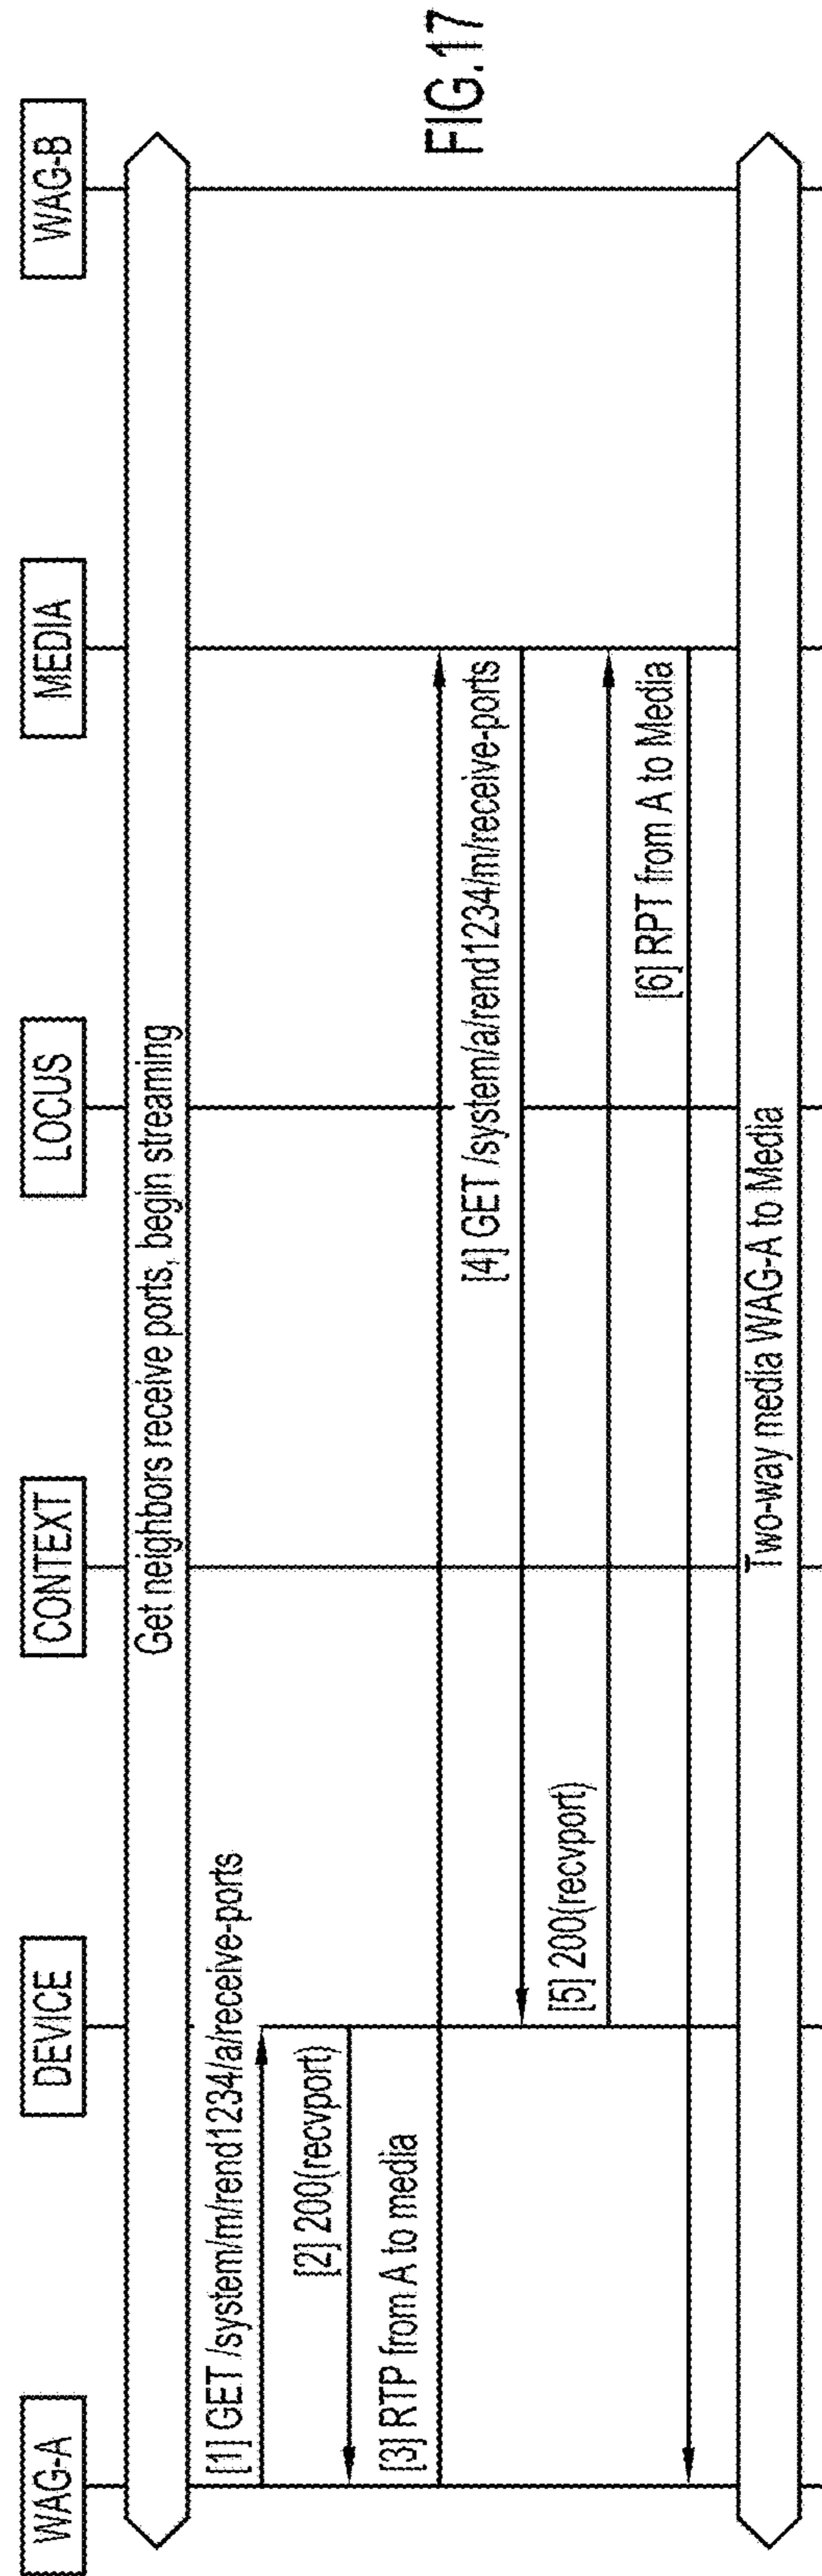 WAG-A
DEVICE
CONTEXT
LOCUS
MEDIA
WAG-B
Get neighbors receive ports, begin streaming
[1] GET /system/m/rend1234/a/receive-ports
[2] 200(recvport)
[3] RTP from A to media
[4] GET /system/a/rend1234/m/receive-ports
[5] 200(recvport)
[6] RPT from A to Media
Two-way media WAG-A to Media
FIG.17